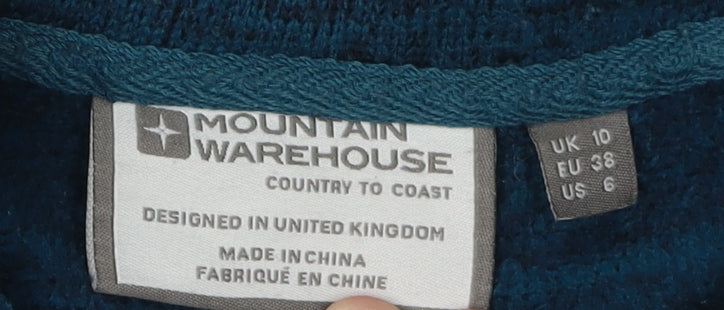 MOUNTAIN
WAREHOUSE
COUNTRY TO COAST
DESIGNED IN UNITED KINGDOM
MADE IN CHINA
FABRIQUÉ EN CHINE
UK 10
EU 38
US 6